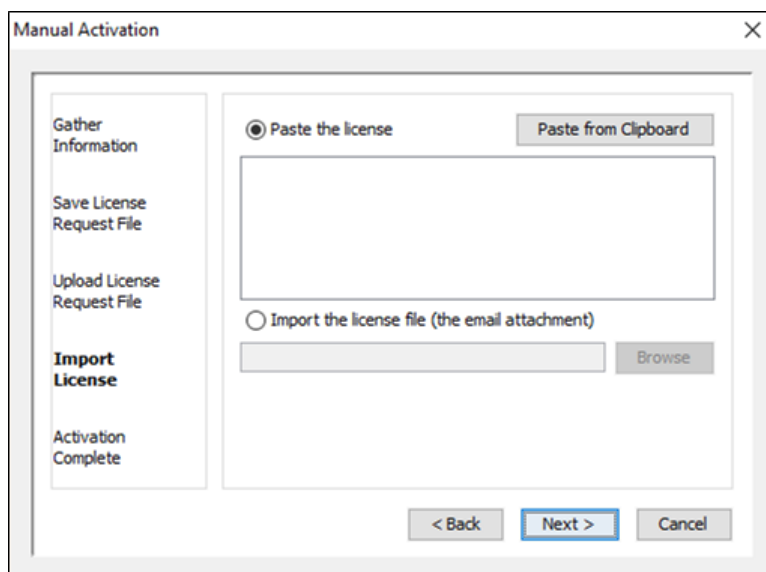 Manual Activation
Gather
Information
Save License
Request File
Upload License
Request File
Import
License
Activation
Complete
Paste the license
Paste from Clipboard
Import the license file (the email attachment)
Browse
< Back
Next >
Cancel